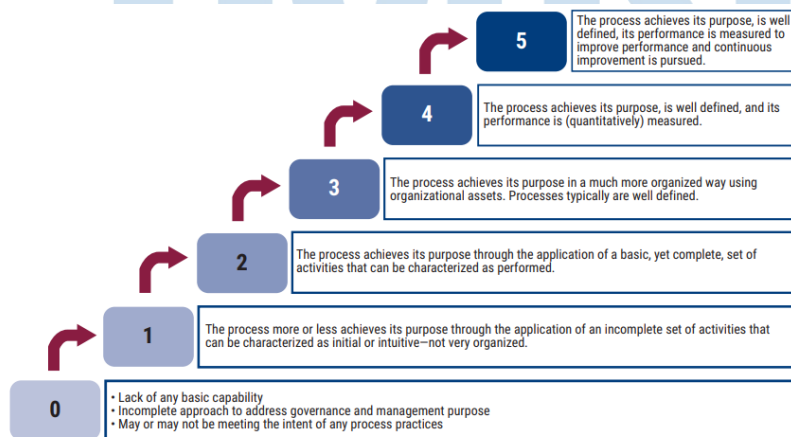 5
The process achieves its purpose, is well
defined, its performance is measured to
improve performance and continuous
improvement is pursued.
4
The process achieves its purpose, is well defined, and its
performance is (quantitatively) measured.
3
The process achieves its purpose in a much more organized way using
organizational assets. Processes typically are well defined.
2
The process achieves its purpose through the application of a basic, yet complete, set of
activities that can be characterized as performed.
1
The process more or less achieves its purpose through the application of an incomplete set of activities that
can be characterized as initial or intuitive—not very organized.
0
• Lack of any basic capability
• Incomplete approach to address governance and management purpose
• May or may not be meeting the intent of any process practices